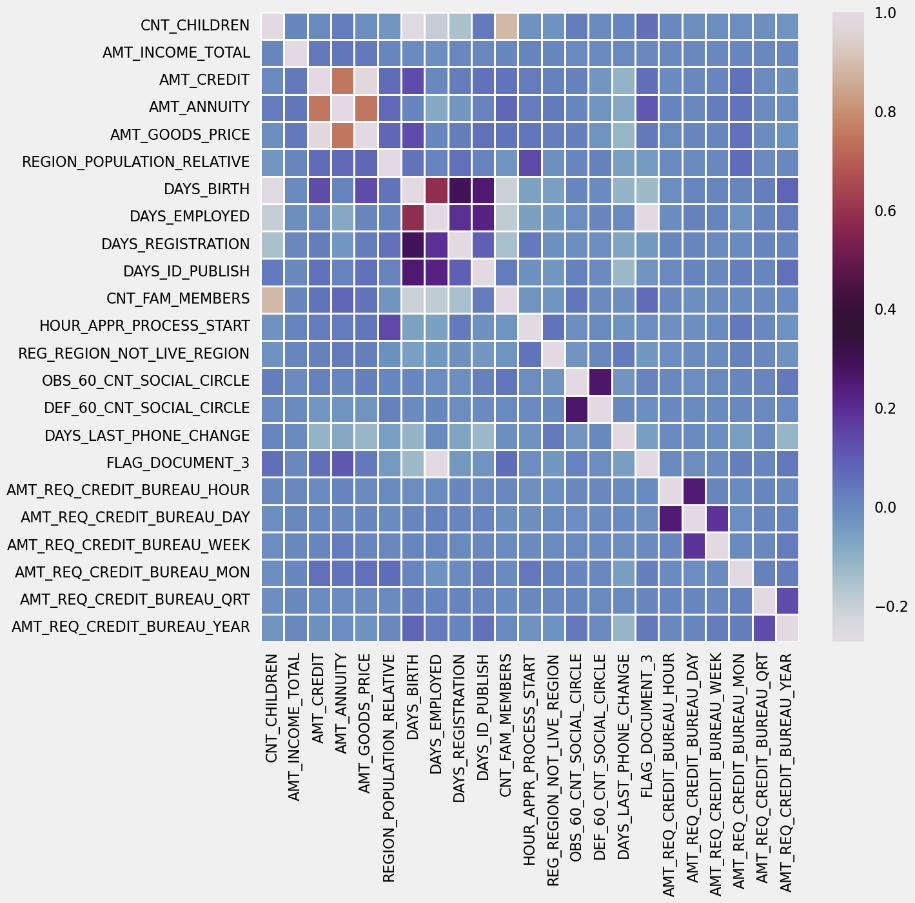 CNT_CHILDREN
AMT_INCOME_TOTAL
AMT_CREDIT
AMT_ANNUITY
AMT_GOODS_PRICE
REGION_POPULATION_RELATIVE
DAYS_BIRTH
DAYS_EMPLOYED
DAYS_REGISTRATION
DAYS_ID_PUBLISH
CNT_FAM_MEMBERS
HOUR_APPR_PROCESS_START
REG_REGION_NOT_LIVE_REGION
OBS_60_CNT_SOCIAL_CIRCLE
DEF_60_CNT_SOCIAL_CIRCLE
DAYS_LAST_PHONE_CHANGE
FLAG_DOCUMENT_3
AMT_REQ_CREDIT_BUREAU_HOUR
AMT_REQ_CREDIT_BUREAU_DAY
AMT_REQ_CREDIT_BUREAU_WEEK
AMT_REQ_CREDIT_BUREAU_MON
AMT_REQ_CREDIT_BUREAU_QRT
AMT_REQ_CREDIT_BUREAU_YEAR
CNT_CHILDREN
AMT_INCOME_TOTAL
AMT_CREDIT
AMT_ANNUITY
AMT_GOODS_PRICE
REGION_POPULATION_RELATIVE
DAYS_BIRTH
DAYS_EMPLOYED
DAYS_REGISTRATION
DAYS_ID_PUBLISH
CNT_FAM_MEMBERS
HOUR_APPR_PROCESS_START
REG_REGION_NOT_LIVE_REGION
OBS_60_CNT_SOCIAL_CIRCLE
DEF_60_CNT_SOCIAL_CIRCLE
DAYS_LAST_PHONE_CHANGE
FLAG_DOCUMENT_3
AMT_REQ_CREDIT_BUREAU_HOUR
AMT_REQ_CREDIT_BUREAU_DAY
AMT_REQ_CREDIT_BUREAU_WEEK
AMT_REQ_CREDIT_BUREAU_MON
AMT_REQ_CREDIT_BUREAU_QRT
AMT_REQ_CREDIT_BUREAU_YEAR
1.0
0.8
0.6
0.4
0.2
0.0
−0.2